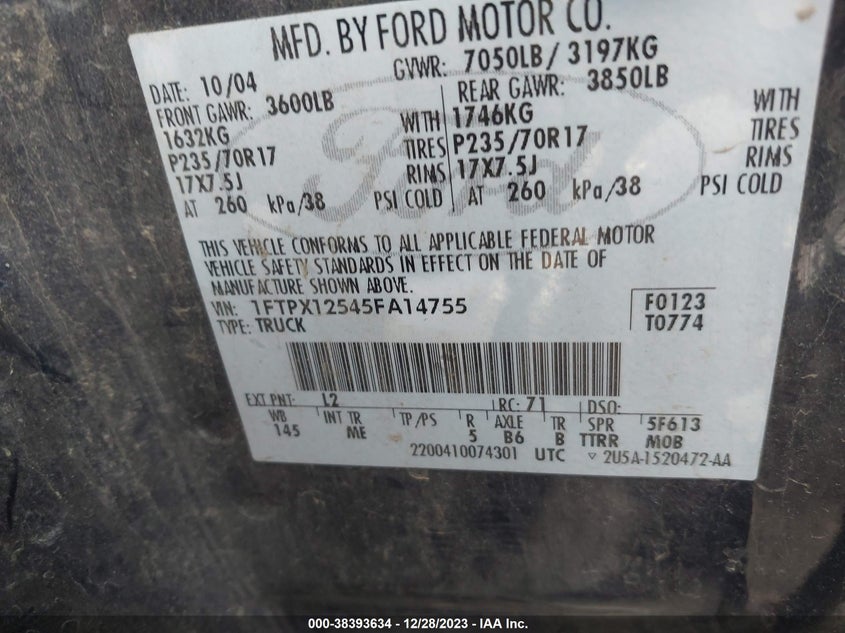 MFD. BY FORD MOTOR CO.
DATE: 10/04 GVWR: 7050LB/ 3197KG
FRONT GAWR: 3600LB REAR GAWR: 3850LB
1632KG WITH 1746KG WITH
P235/70R17 TIRES P235/70R17 TIRES
17X7.5J RIMS 17X7.5J RIMS
AT 260 kPa/38 PSI COLD AT 260 kPa/38 PSI COLD
Ford
THIS VEHICLE CONFORMS TO ALL APPLICABLE FEDERAL MOTOR
VEHICLE SAFETY STANDARDS IN EFFECT ON THE DATE OF
MANUFACTURE SHOWN ABOVE.
VIN: 1FTPX12545FA14755 F0123
TYPE: TRUCK T0774
EXT PNT: L2 RC: 71 DSO:
WB INT TR TP/PS R AXLE TR SPR 5F613
145 ME 5 B6 B TTRR MOB
2200410074301 UTC ▽ 2U5A-1520472-AA
000-38393634 - 12/28/2023 - IAA Inc.